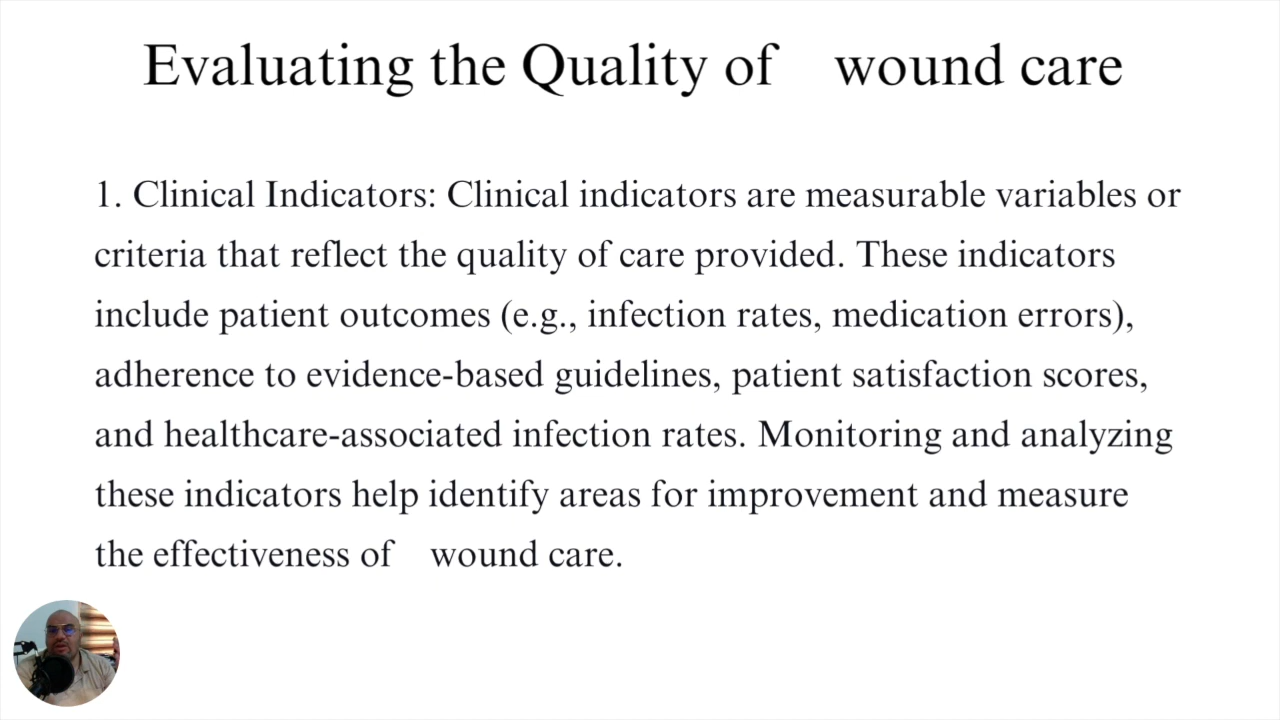 Evaluating the Quality of wound care
1. Clinical Indicators: Clinical indicators are measurable variables or
criteria that reflect the quality of care provided. These indicators
include patient outcomes (e.g., infection rates, medication errors),
adherence to evidence-based guidelines, patient satisfaction scores,
and healthcare-associated infection rates. Monitoring and analyzing
these indicators help identify areas for improvement and measure
the effectiveness of wound care.